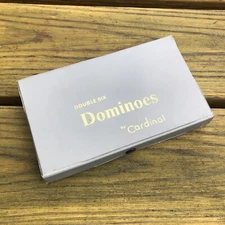 DOUBLE SIX
Dominoes
by Cardinal